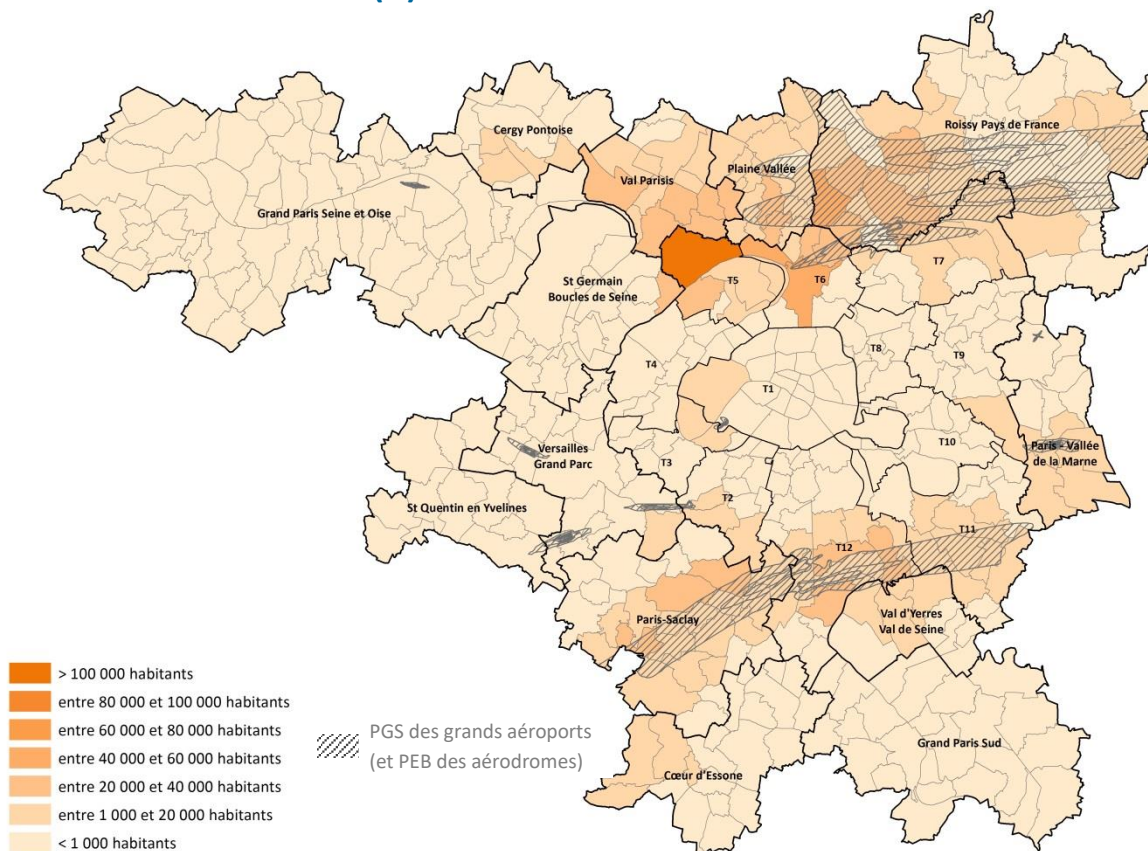 Cergy Pontoise
Roissy Pays de France
Val Parisis
Plaine Vallée
Grand Paris Seine et Oise
T7
St Germain
Boucles de Seine
T5
T6
T4
T8
T9
T1
Versailles
Grand Parc
T3
T10
Paris - Vallée
de la Marne
St Quentin en Yvelines
T2
T11
T12
Paris-Saclay
Val d'Yerres
Val de Seine
Grand Paris Sud
Cœur d'Essone
> 100 000 habitants
entre 80 000 et 100 000 habitants
entre 60 000 et 80 000 habitants
entre 40 000 et 60 000 habitants
entre 20 000 et 40 000 habitants
entre 1 000 et 20 000 habitants
< 1 000 habitants
PGS des grands aéroports
(et PEB des aérodromes)